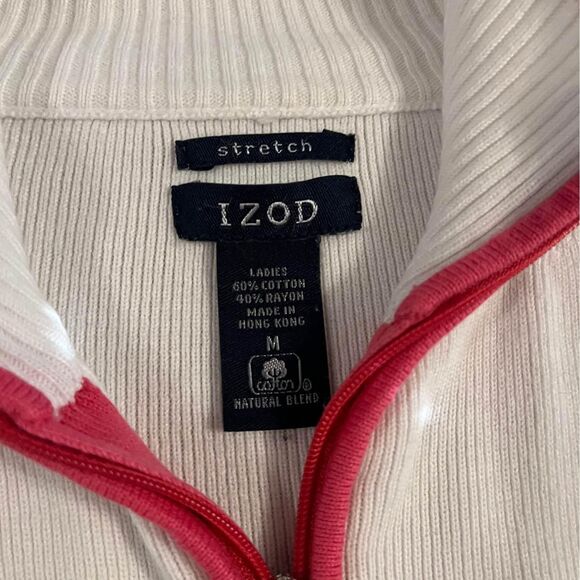 stretch
IZOD
LADIES
60% COTTON
40% RAYON
MADE IN
HONG KONG
M
cotton ®
NATURAL BLEND